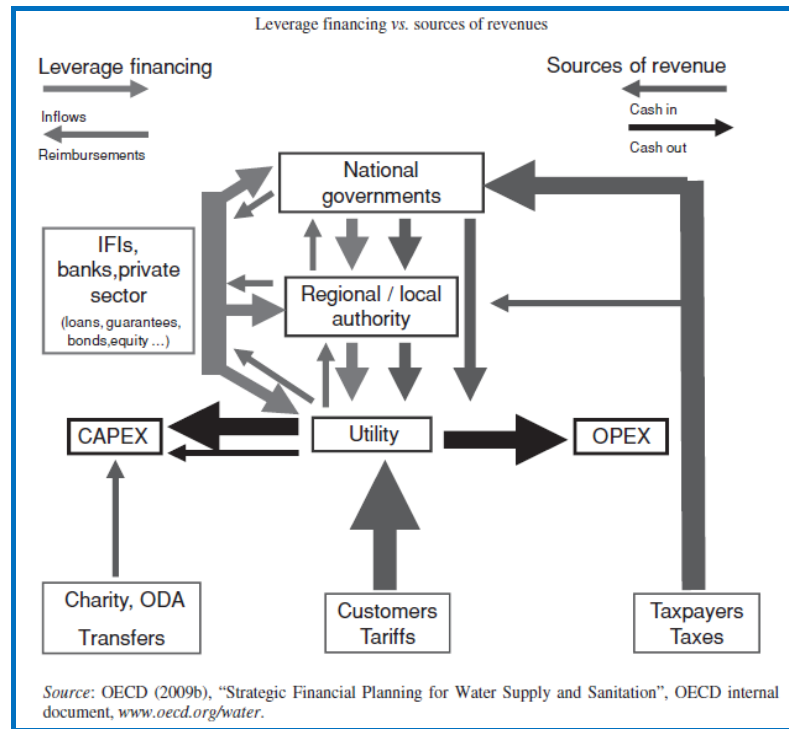 Leverage financing vs. sources of revenues
Leverage financing
Inflows
Reimbursements
Sources of revenue
Cash in
Cash out
National
governments
IFIs,
banks,private
sector
(loans, guarantees,
bonds,equity ...)
Regional / local
authority
CAPEX
Utility
OPEX
Charity, ODA
Transfers
Customers
Tariffs
Taxpayers
Taxes
Source: OECD (2009b), “Strategic Financial Planning for Water Supply and Sanitation”, OECD internal
document, www.oecd.org/water.